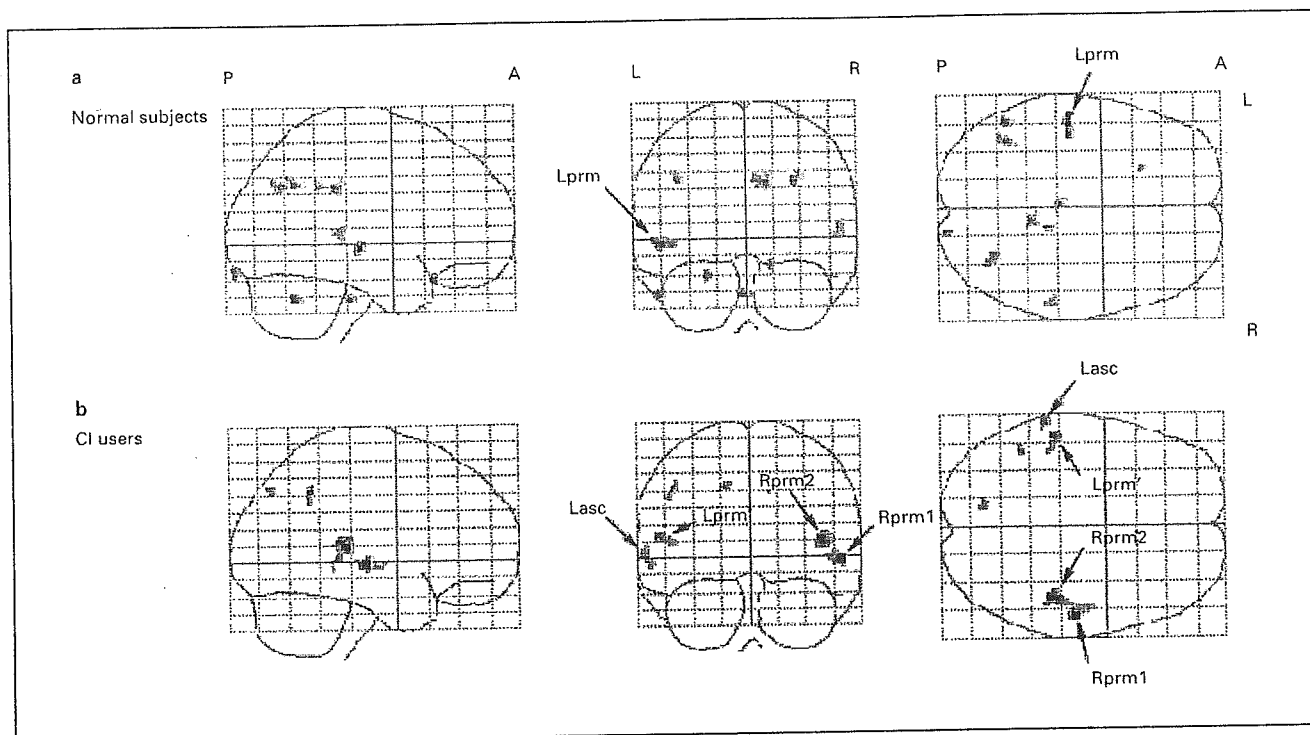 a
P A L R P A
Lprm
L
Normal subjects
Lprm
R
Lasc
b
CI users
Rprm2
Lprm
Lasc
Rprm1
Lprm
Rprm2
Rprm1